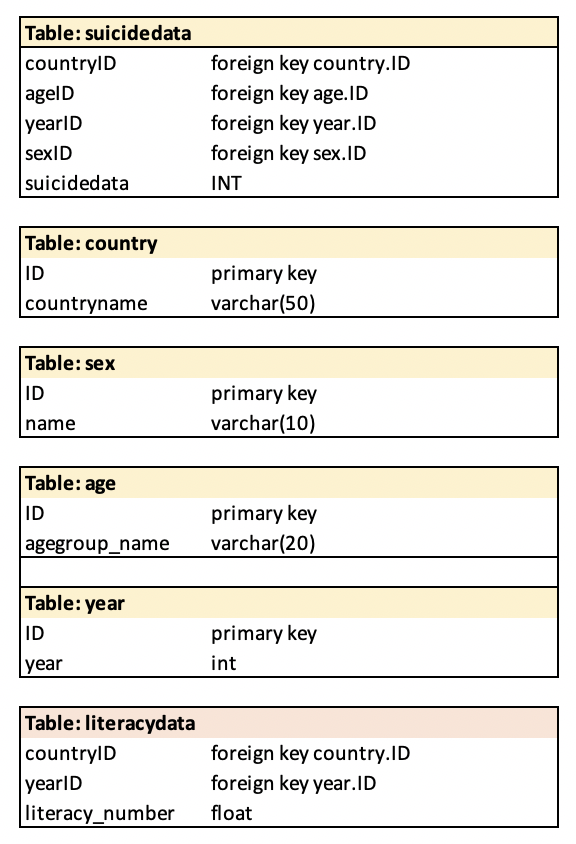 Table: suicidedata
countryID foreign key country.ID
ageID foreign key age.ID
yearID foreign key year.ID
sexID foreign key sex.ID
suicidedata INT
Table: country
ID primary key
countryname varchar(50)
Table: sex
ID primary key
name varchar(10)
Table: age
ID primary key
agegroup_name varchar(20)
Table: year
ID primary key
year int
Table: literacydata
countryID foreign key country.ID
yearID foreign key year.ID
literacy_number float